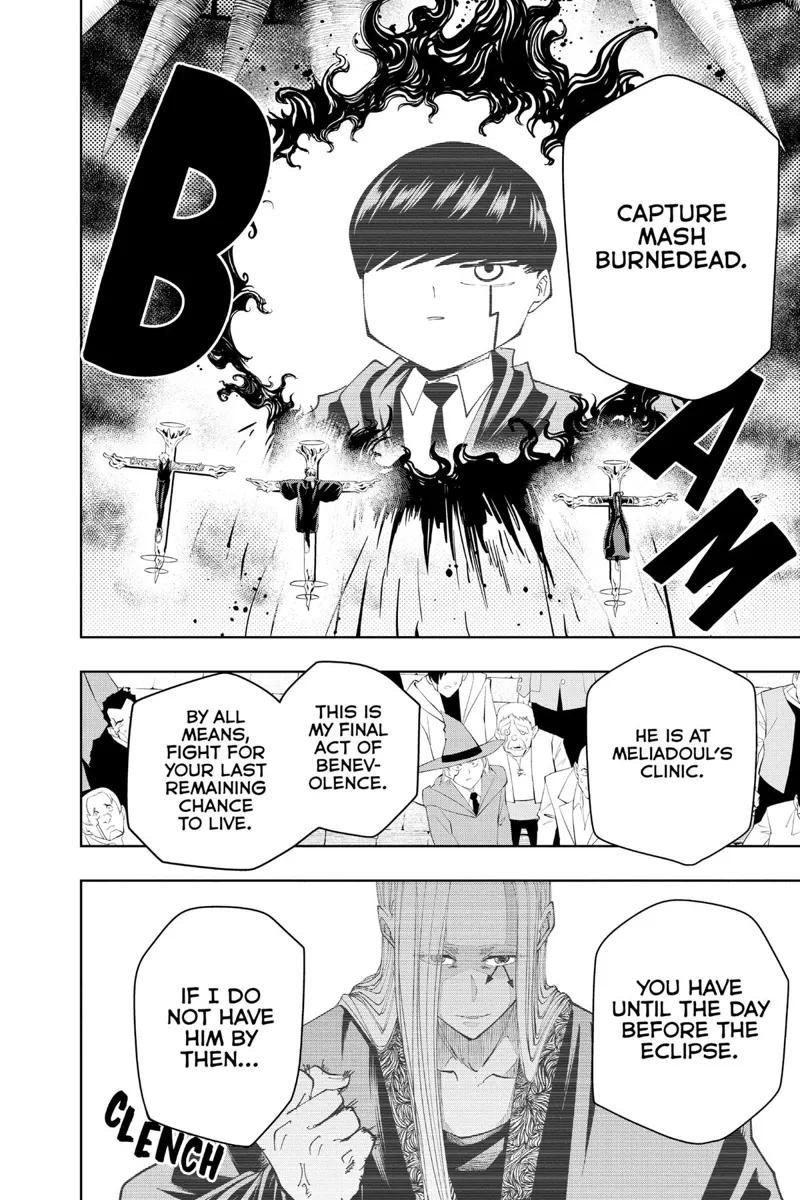 CAPTURE
MASH
BURNEDEAD.
BAM
HE IS AT
MELIADOUL'S
CLINIC.
THIS IS
MY FINAL
ACT OF
BENEV-
OLENCE.
BY ALL
MEANS,
FIGHT FOR
YOUR LAST
REMAINING
CHANCE
TO LIVE.
YOU HAVE
UNTIL THE DAY
BEFORE THE
ECLIPSE.
IF I DO
NOT HAVE
HIM BY
THEN...
CLENCH